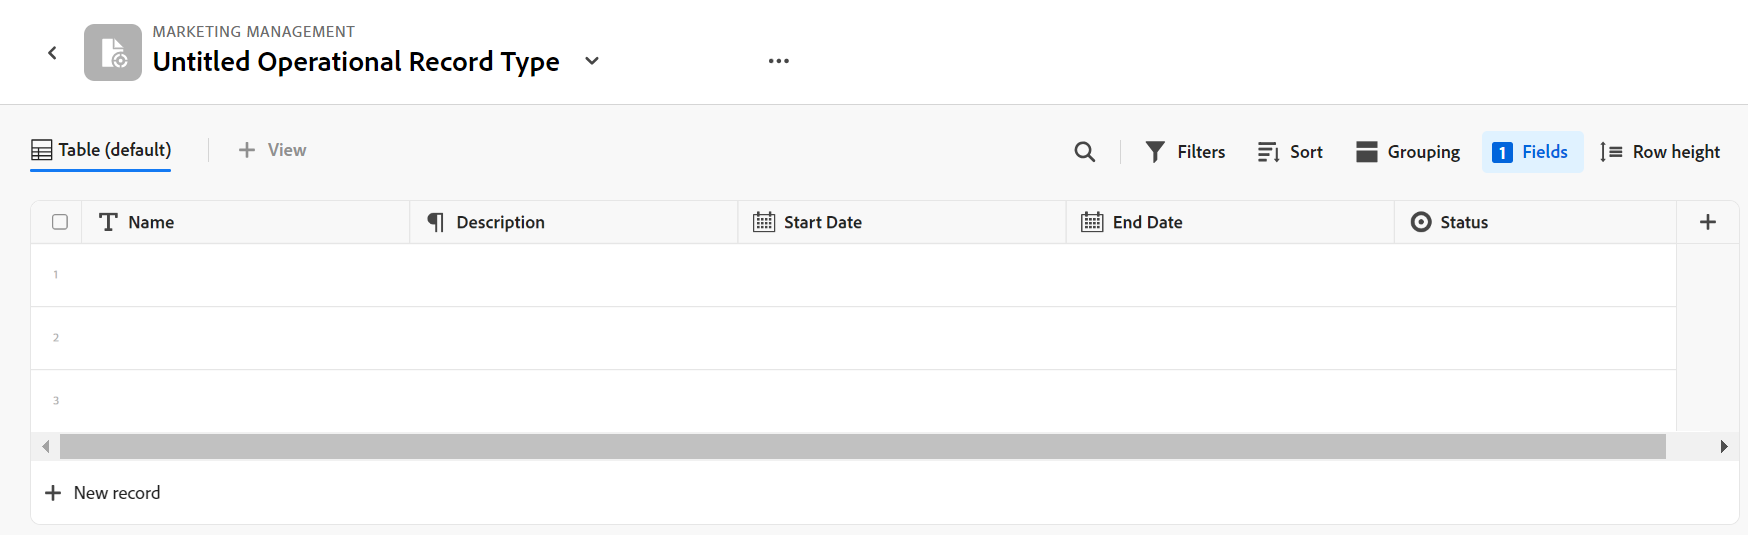 MARKETING MANAGEMENT
Untitled Operational Record Type
Table (default) View Filters Sort Grouping 1 Fields Row height
Name Description Start Date End Date Status
1
2
3
New record